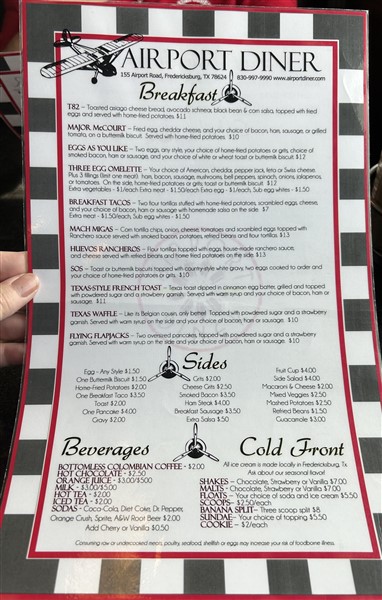 AIRPORT DINER
155 Airport Road, Fredericksburg, TX 78624 830-997-9990 www.airportdiner.com
Breakfast
T82 – Toasted asiago cheese bread, avocado schmear, black bean & corn salsa, topped with fried
eggs and served with home-fried potatoes. $11
MAJOR McCOURT – Fried egg, cheddar cheese, and your choice of bacon, ham, sausage, or grilled
tomato, on a buttermilk biscuit. Served with home-fried potatoes. $10
EGGS AS YOU LIKE – Two eggs, any style, your choice of home-fried potatoes or grits, choice of
smoked bacon, ham or sausage, and your choice of white or wheat toast or buttermilk biscuit $12
THREE EGG OMELETTE – Your choice of American, cheddar, pepper jack, feta or Swiss cheese.
Plus 3 fillings (last one meat): ham, bacon, sausage, mushrooms, bell peppers, spinach, onions, jalapenos
or tomatoes. On the side, home-fried potatoes or grits, toast or buttermilk biscuit $12
Extra vegetables - $1/each Extra meat - $1.50/each Extra egg - $1/each, Sub egg whites - $1.50
BREAKFAST TACOS – Two flour tortillas stuffed with home-fried potatoes, scrambled eggs, cheese,
and your choice of bacon, ham or sausage with homemade salsa on the side. $7
Extra meat - $1.50/each, Sub egg whites - $1.50
MACH MIGAS – Corn tortilla chips, onion, cheese, tomatoes and scrambled eggs topped with
Ranchero sauce served with smoked bacon, potatoes, refried beans and flour tortillas. $13
HUEVOS RANCHEROS – Flour tortillas topped with eggs, house-made ranchero sauce,
and cheese served with refried beans and home fried potatoes with choice of meat. $13
SOS – Toast or buttermilk biscuits topped with country style white gravy, two eggs cooked to order and
your choice of home-fried potatoes or grits. $10
TEXAS-STYLE FRENCH TOAST – Texas toast dipped in cinnamon egg batter, grilled and topped
with powdered sugar and a strawberry garnish. Served with warm syrup and your choice of bacon, ham or
sausage. $11
TEXAS WAFFLE – Like its Belgian cousin, only better! Topped with powdered sugar and a strawberry
garnish. Served with warm syrup on the side and your choice of bacon, ham, or sausage. $10
FLYING FLAPJACKS – Two oversized pancakes, topped with powdered sugar and a strawberry
garnish. Served with warm syrup on the side and your choice of bacon, ham, or sausage. $10
Sides
Egg - Any Style $1.50
One Buttermilk Biscuit $1.50
Home-Fried Potatoes $2.00
One Breakfast Taco $3.50
Toast $2.00
One Pancake $4.00
Gravy $2.00
Grits $2.00
Cheese Grits $2.50
Smoked Bacon $3.50
Ham Steak $4.00
Breakfast Sausage $3.50
Extra Salsa $.50
Fruit Cup $4.00
Side Salad $4.00
Macaroni & Cheese $2.00
Mixed Veggies $2.50
Mashed Potatoes $2.50
Refried Beans $1.50
Guacamole $3.00
Beverages
BOTTOMLESS COLOMBIAN COFFEE - $2.00
HOT CHOCOLATE - $2.50
ORANGE JUICE - $3.00/$5.00
MILK - $3.00/$5.00
HOT TEA - $2.00
ICED TEA - $2.00
SODAS - Coca-Cola, Diet Coke, Dr. Pepper,
Orange Crush, Sprite, A&W Root Beer $2.00
Add Cherry or Vanilla $0.50
Cold Front
All ice cream is made locally in Fredericksburg, Tx.
Ask about our seasonal flavor!
SHAKES – Chocolate, Strawberry or Vanilla $7.00
MALTS - Chocolate, Strawberry or Vanilla $7.00
FLOATS – Your choice of soda and ice cream $5.50
SCOOPS– $2.50/each
BANANA SPLIT– Three scoop split $8
SUNDAE– Your choice of topping $5.50
COOKIE – $2/each
Consuming raw or undercooked meats, poultry, seafood, shellfish or eggs may increase risk of foodborne illness.